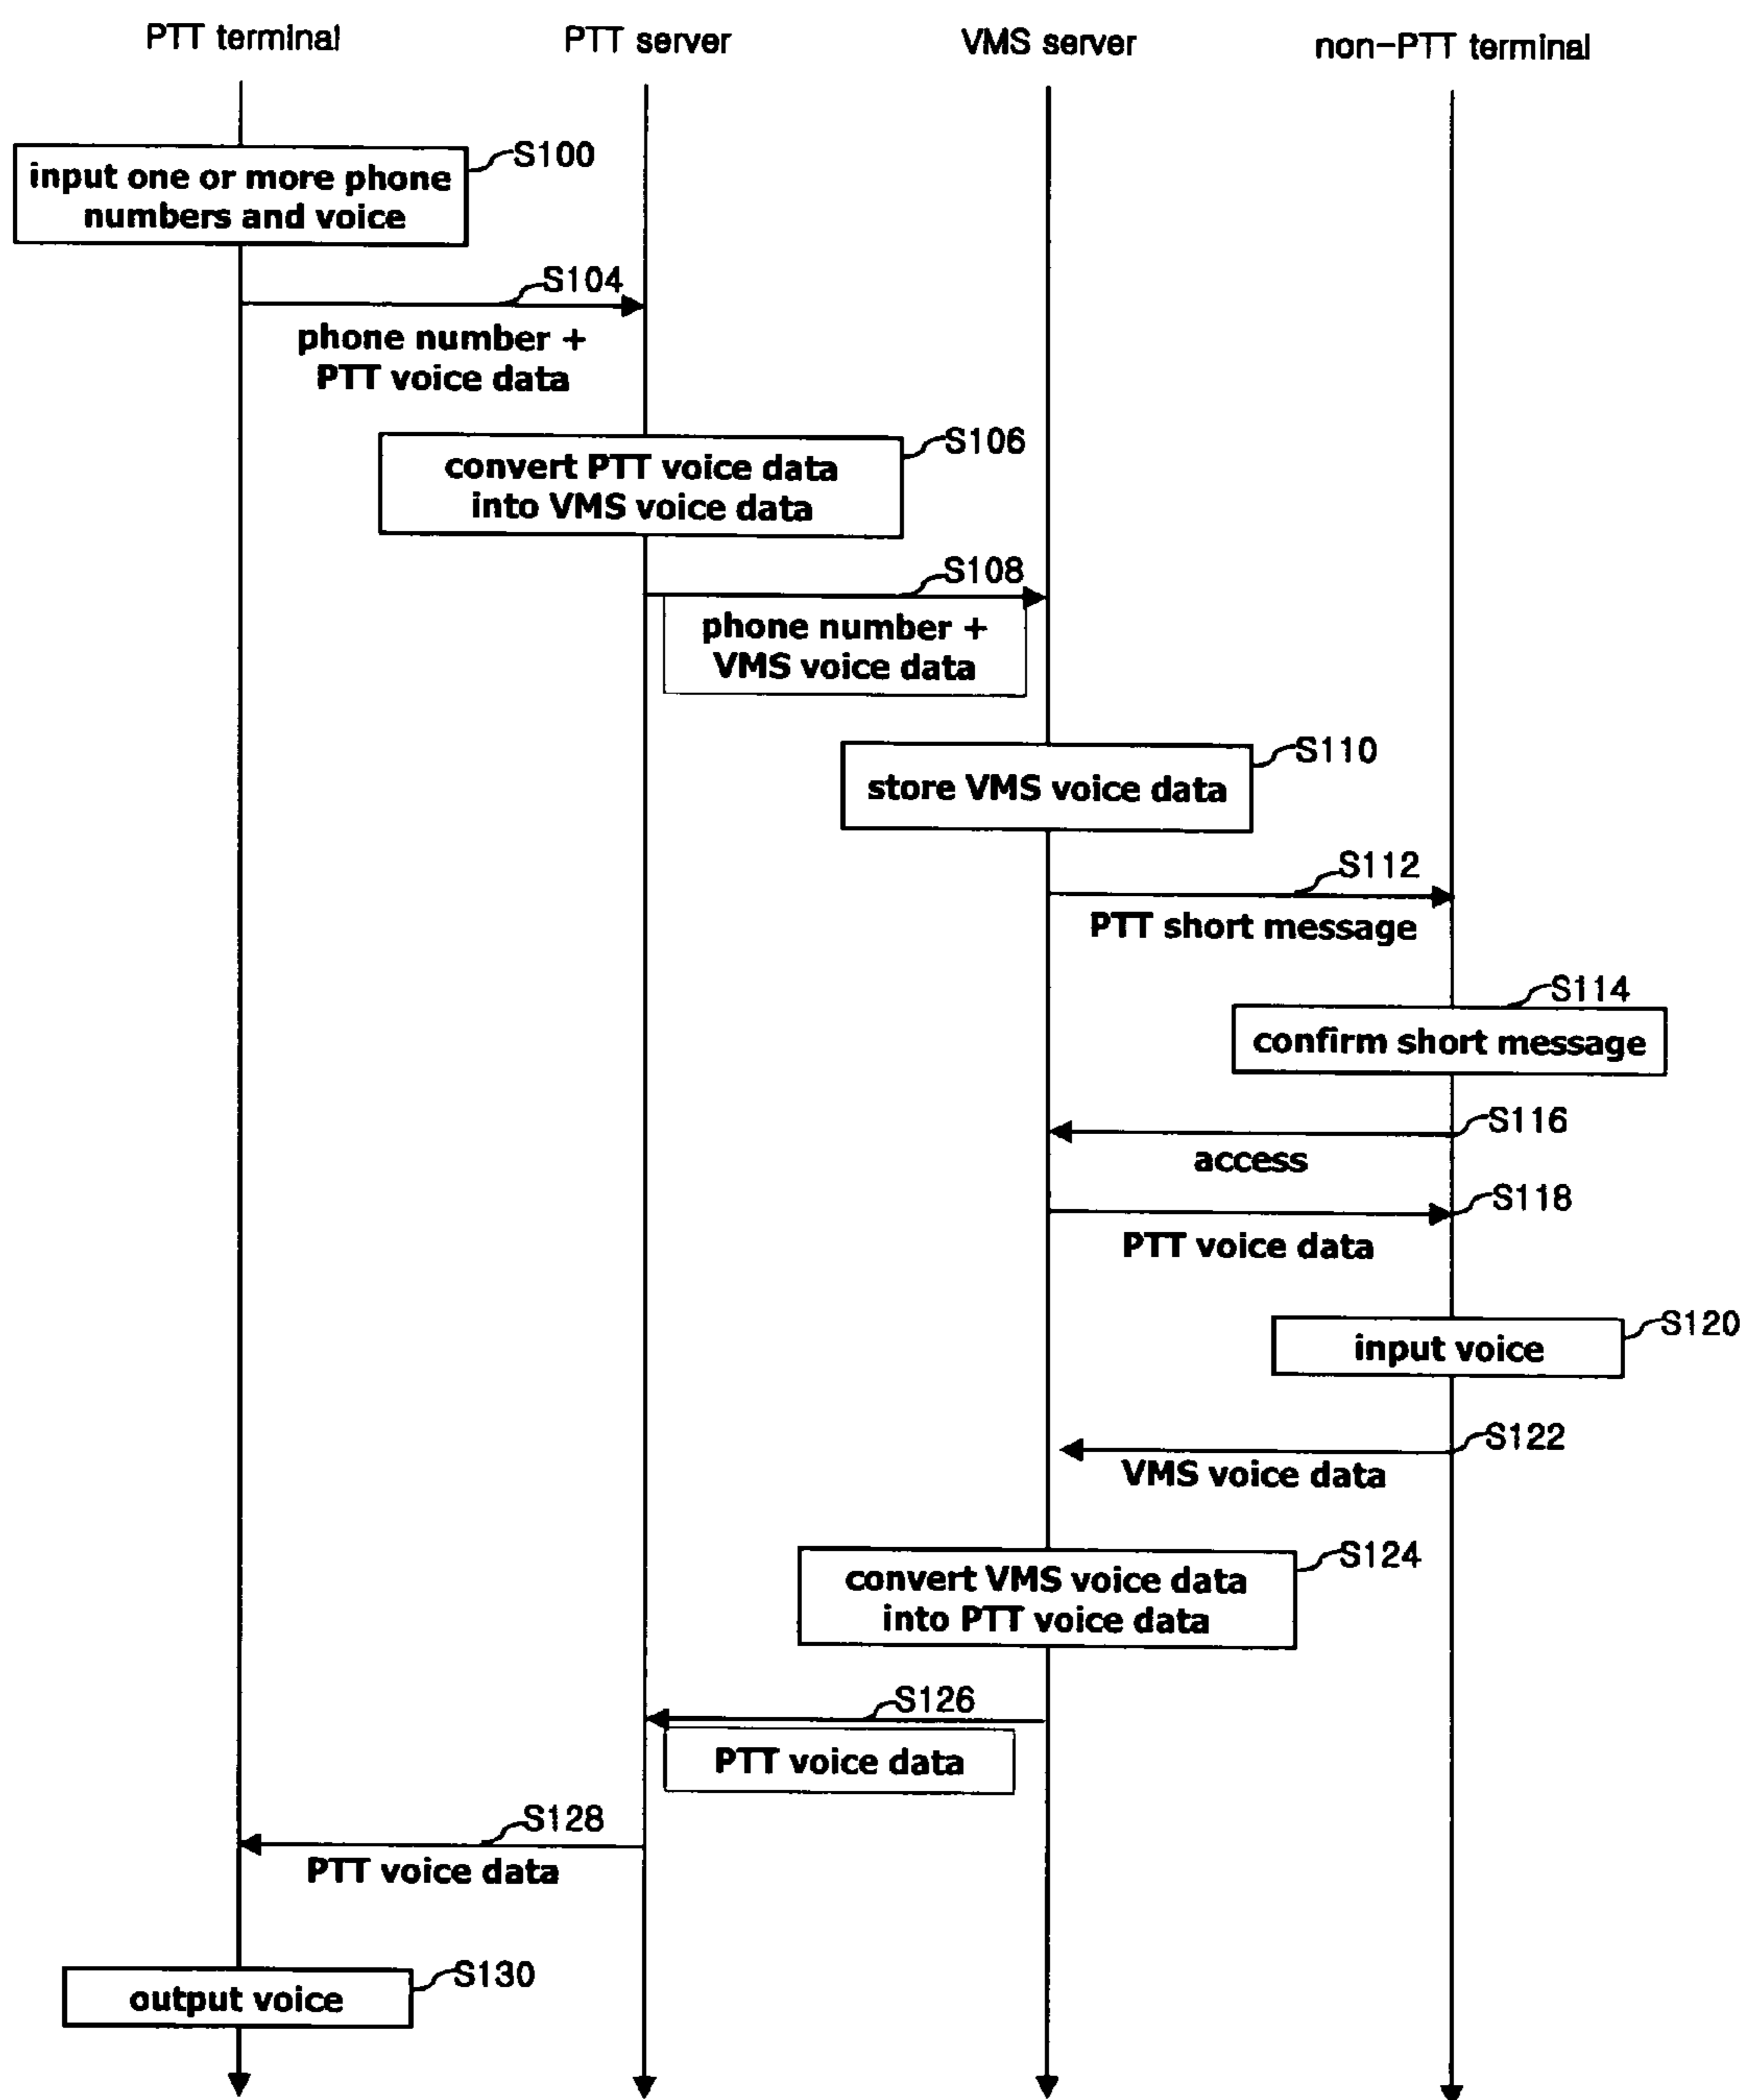 PTT terminal
PTT server
VMS server
non-PTT terminal
S100
input one or more phone
numbers and voice
S104
phone number +
PTT voice data
S106
convert PTT voice data
into VMS voice data
S108
phone number +
VMS voice data
S110
store VMS voice data
S112
PTT short message
S114
confirm short message
S116
access
S118
PTT voice data
S120
input voice
S122
VMS voice data
S124
convert VMS voice data
into PTT voice data
S126
PTT voice data
S128
PTT voice data
S130
output voice